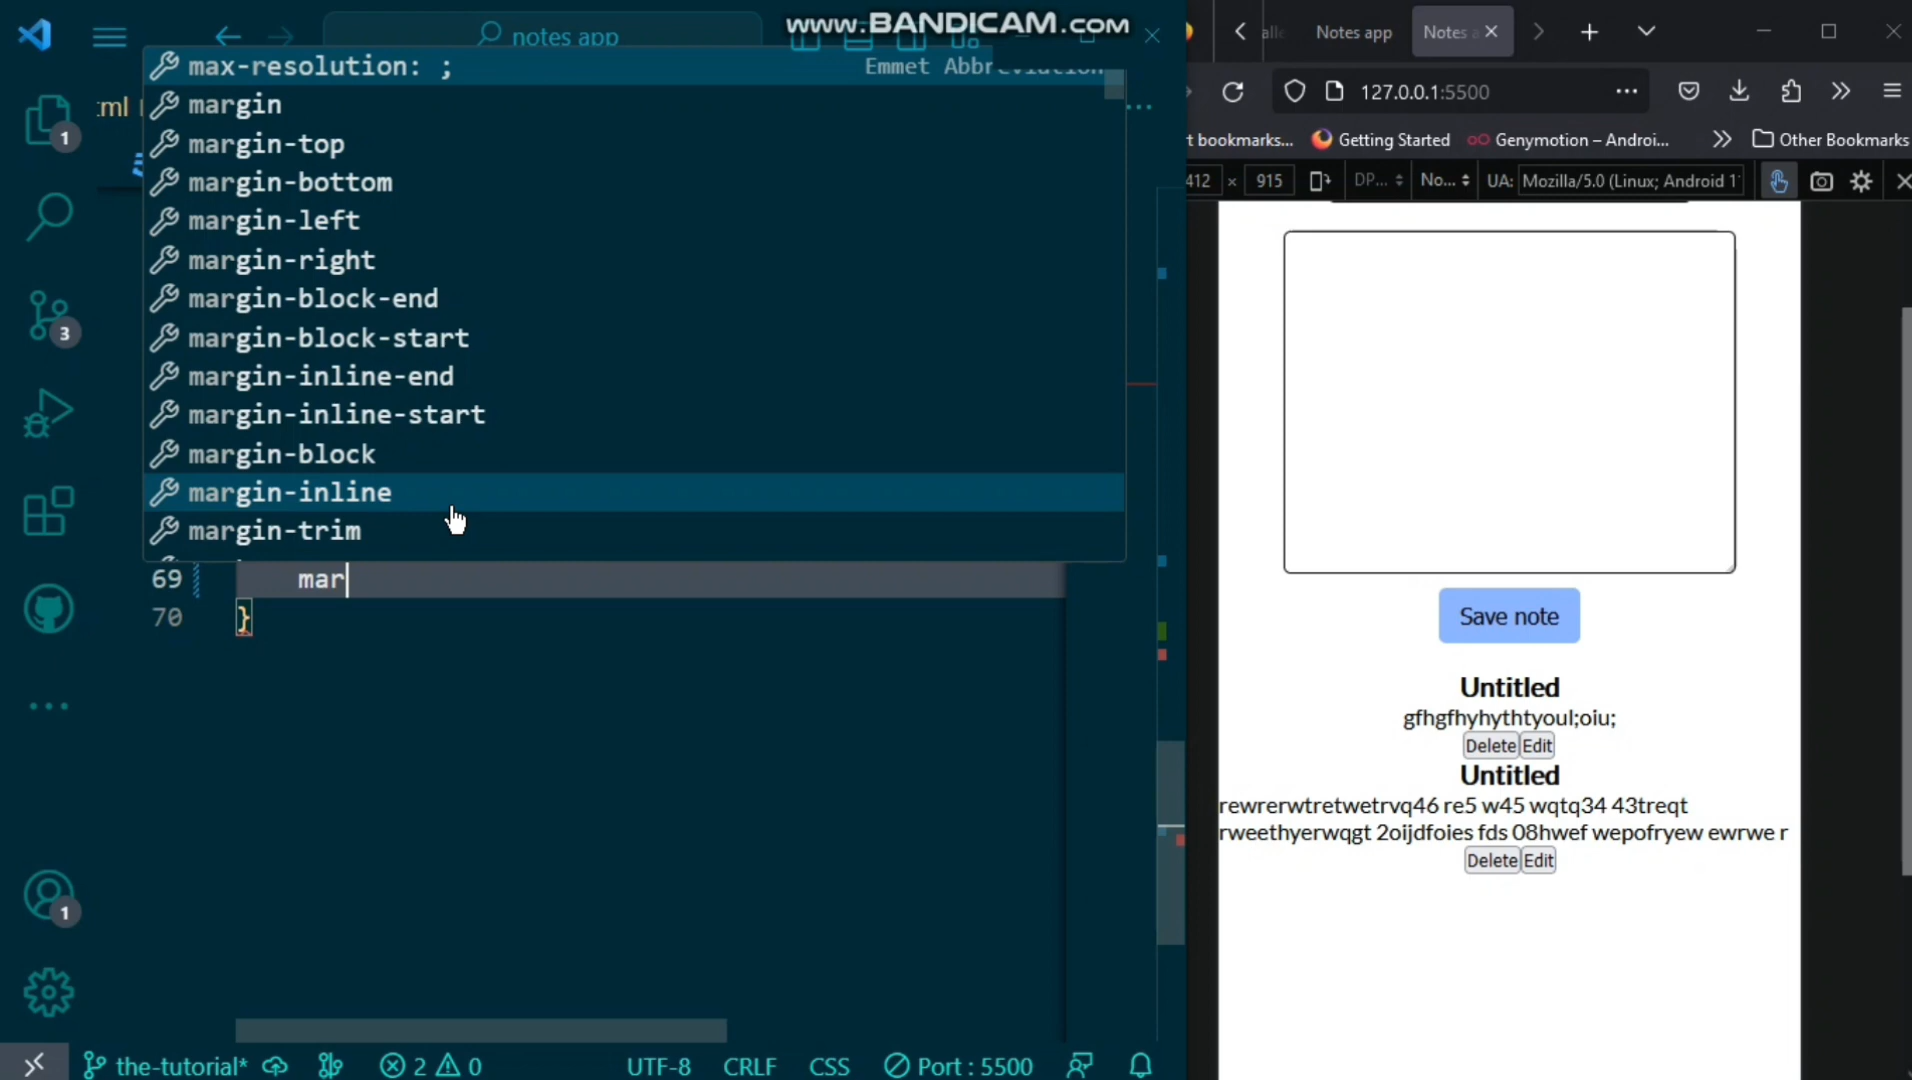 www.BANDICAM.com
notes app
max-resolution: ;
Emmet Abbreviation
margin
margin-top
margin-bottom
margin-left
margin-right
margin-block-end
margin-block-start
margin-inline-end
margin-inline-start
margin-block
margin-inline
margin-trim
69 mar
70 }
1
3
1
the-tutorial*
2 0
UTF-8
CRLF
CSS
Port : 5500
Notes app
Notes
127.0.0.1:5500
bookmarks...
Getting Started
Genymotion – Androi...
Other Bookmarks
412 × 915
DP...
No...
UA: Mozilla/5.0 (Linux; Android 1
Save note
Untitled
gfhgfhyhythtyoul;oiu;
Delete Edit
Untitled
rewrerwtretwetrvq46 re5 w45 wqtq34 43treqt
rweethyerwqgt 2oijdfoies fds 08hwef wepofryew ewrwe r
Delete Edit